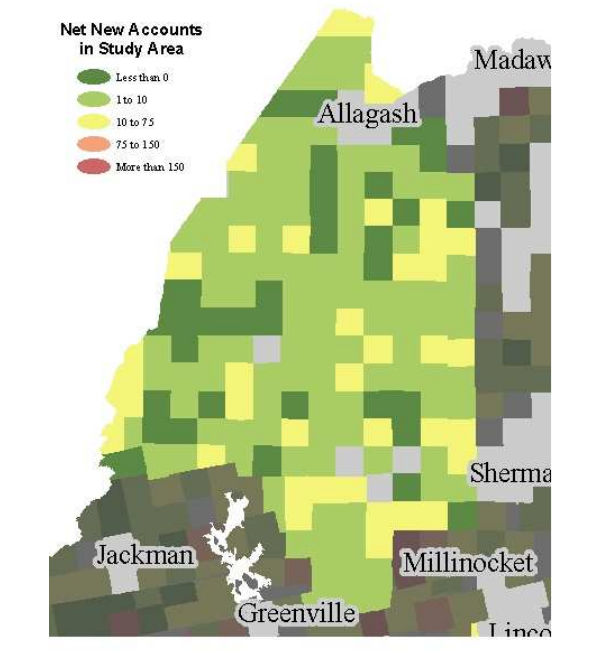 Net New Accounts
in Study Area
Less than 0
1 to 10
10 to 75
75 to 150
More than 150
Madaw
Allagash
Sherma
Jackman
Millinocket
Greenville
Linco